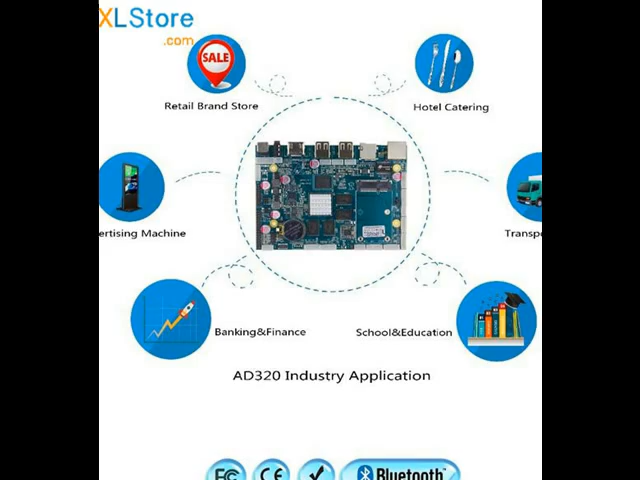 XLStore
.com
SALE
Retail Brand Store
Hotel Catering
ertising Machine
Transp
Banking&Finance
School&Education
AD320 Industry Application
FC CE Bluetooth